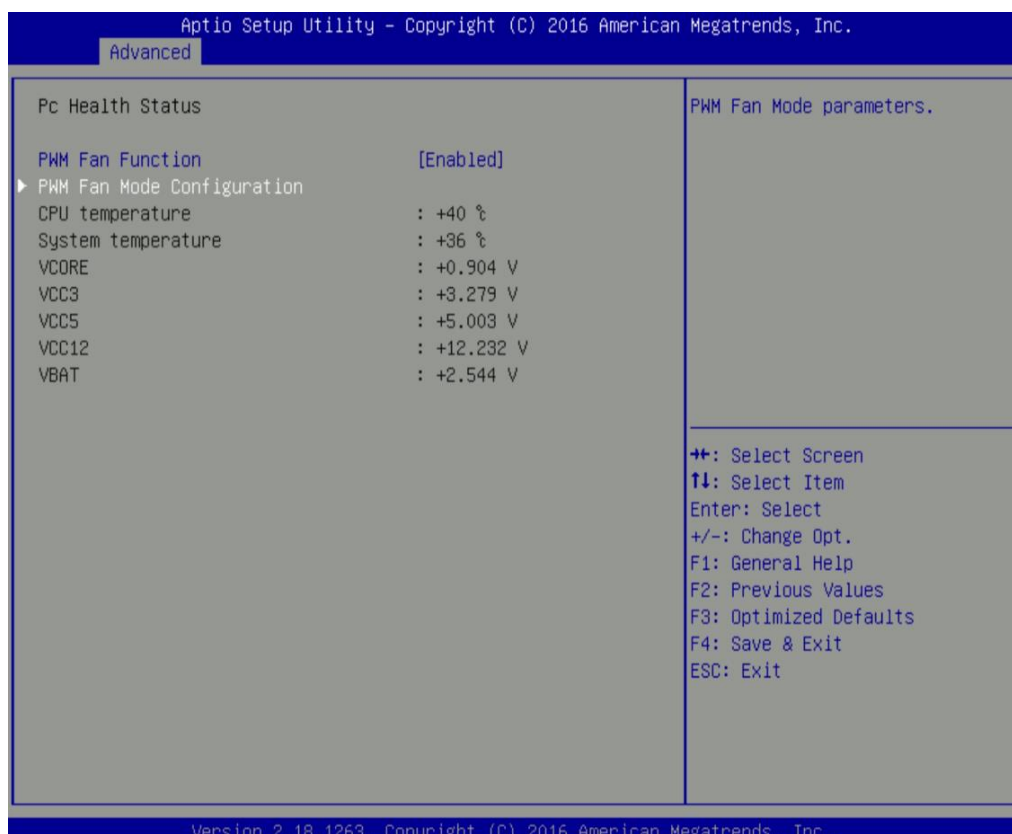 Aptio Setup Utility – Copyright (C) 2016 American Megatrends, Inc.
Advanced
Pc Health Status
PWM Fan Function [Enabled]
PWM Fan Mode Configuration
CPU temperature : +40 ℃
System temperature : +36 ℃
VCORE : +0.904 V
VCC3 : +3.279 V
VCC5 : +5.003 V
VCC12 : +12.232 V
VBAT : +2.544 V
PWM Fan Mode parameters.
→←: Select Screen
↑↓: Select Item
Enter: Select
+/-: Change Opt.
F1: General Help
F2: Previous Values
F3: Optimized Defaults
F4: Save & Exit
ESC: Exit
Version 2.18.1263. Copyright (C) 2016 American Megatrends, Inc.